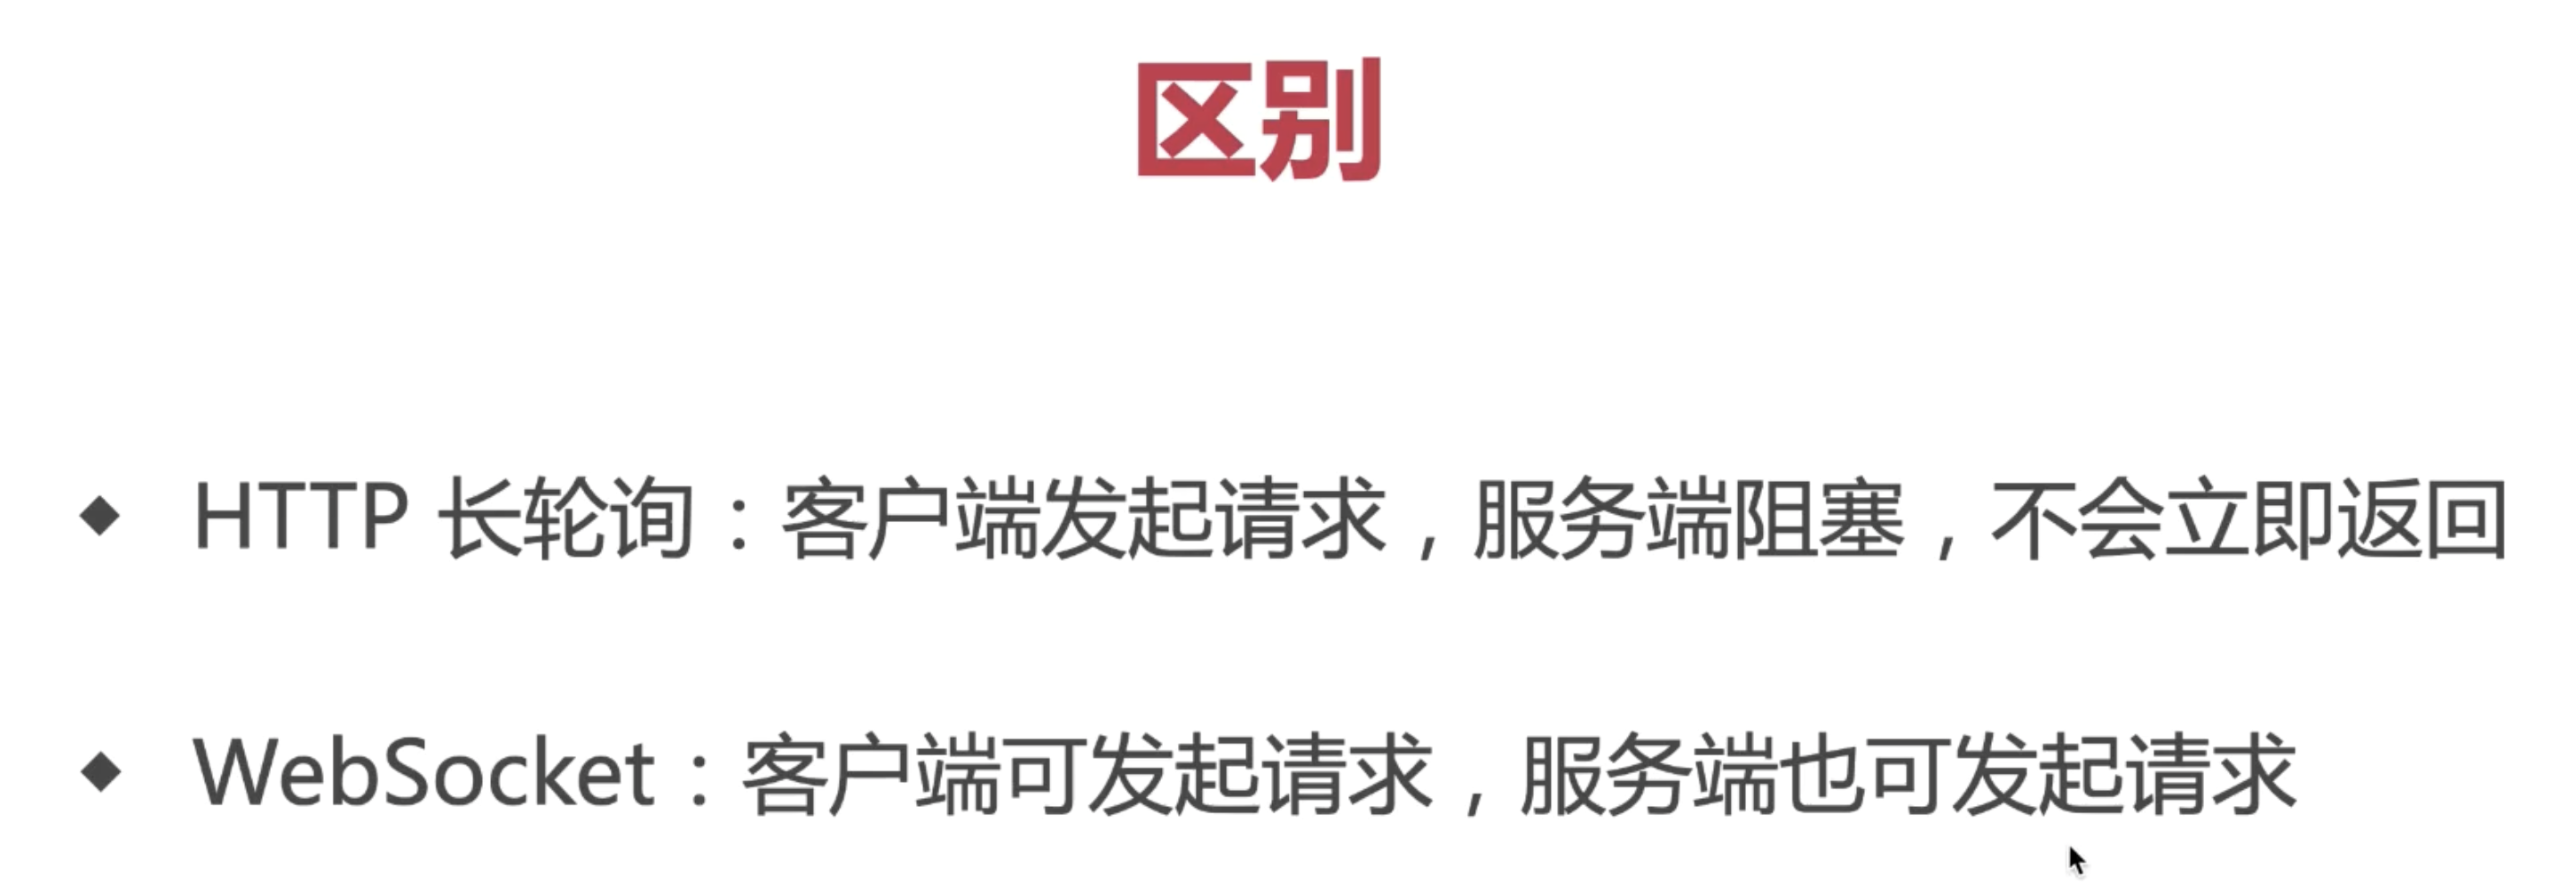 区别
◆ HTTP 长轮询：客户端发起请求，服务端阻塞，不会立即返回
◆ WebSocket：客户端可发起请求，服务端也可发起请求